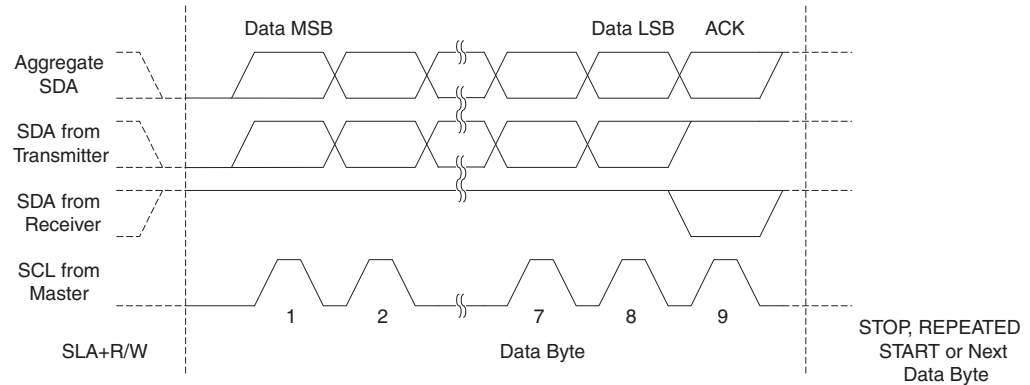 Data MSB
Data LSB
ACK
Aggregate
SDA
SDA from
Transmitter
SDA from
Receiver
SCL from
Master
1
2
7
8
9
SLA+R/W
Data Byte
STOP, REPEATED
START or Next
Data Byte